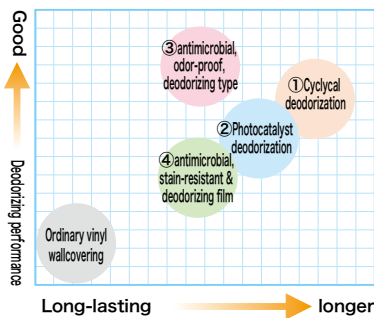 Good
Deodorizing performance
③antimicrobial,
odor-proof,
deodorizing type
①Cyclycal
deodorization
②Photocatalyst
deodorization
④antimicrobial,
stain-resistant &
deodorizing film
Ordinary vinyl
wallcovering
Long-lasting
longer